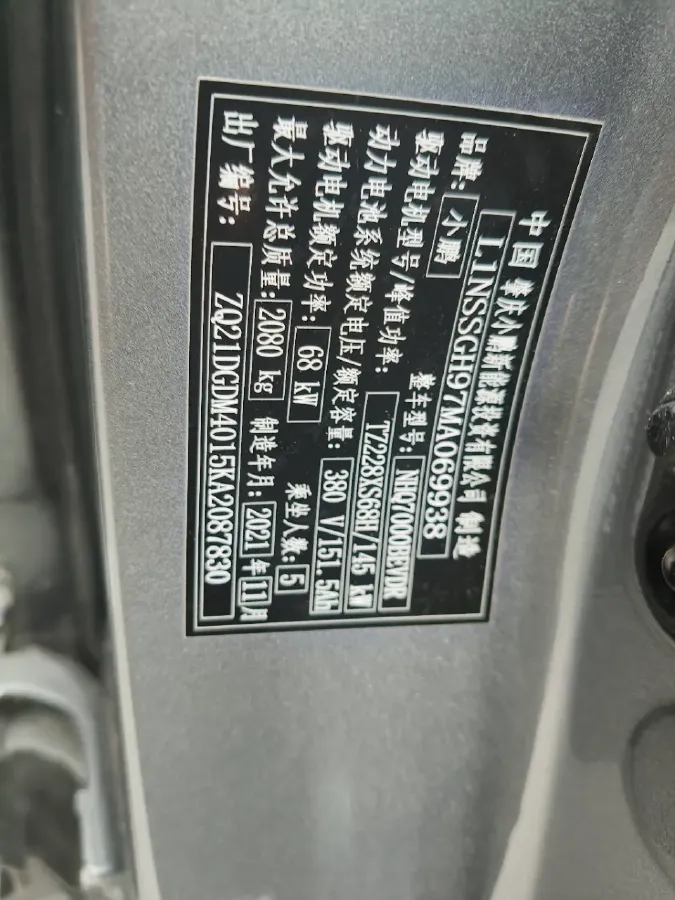 中国 肇庆小鹏新能源投资有限公司 制造
L1NSSGH97MA069938
品牌: 小鹏 整车型号: NHQ7000BEVDR
驱动电机型号/峰值功率: TZ228XS68H/145 kW
动力电池系统额定电压/额定容量: 380 V/151.5Ah
驱动电机额定功率: 68 kW 乘坐人数: 5
最大允许总质量: 2080 kg 制造年月: 2021 年 11 月
出厂编号: ZQ21DGDM4015KA2087830